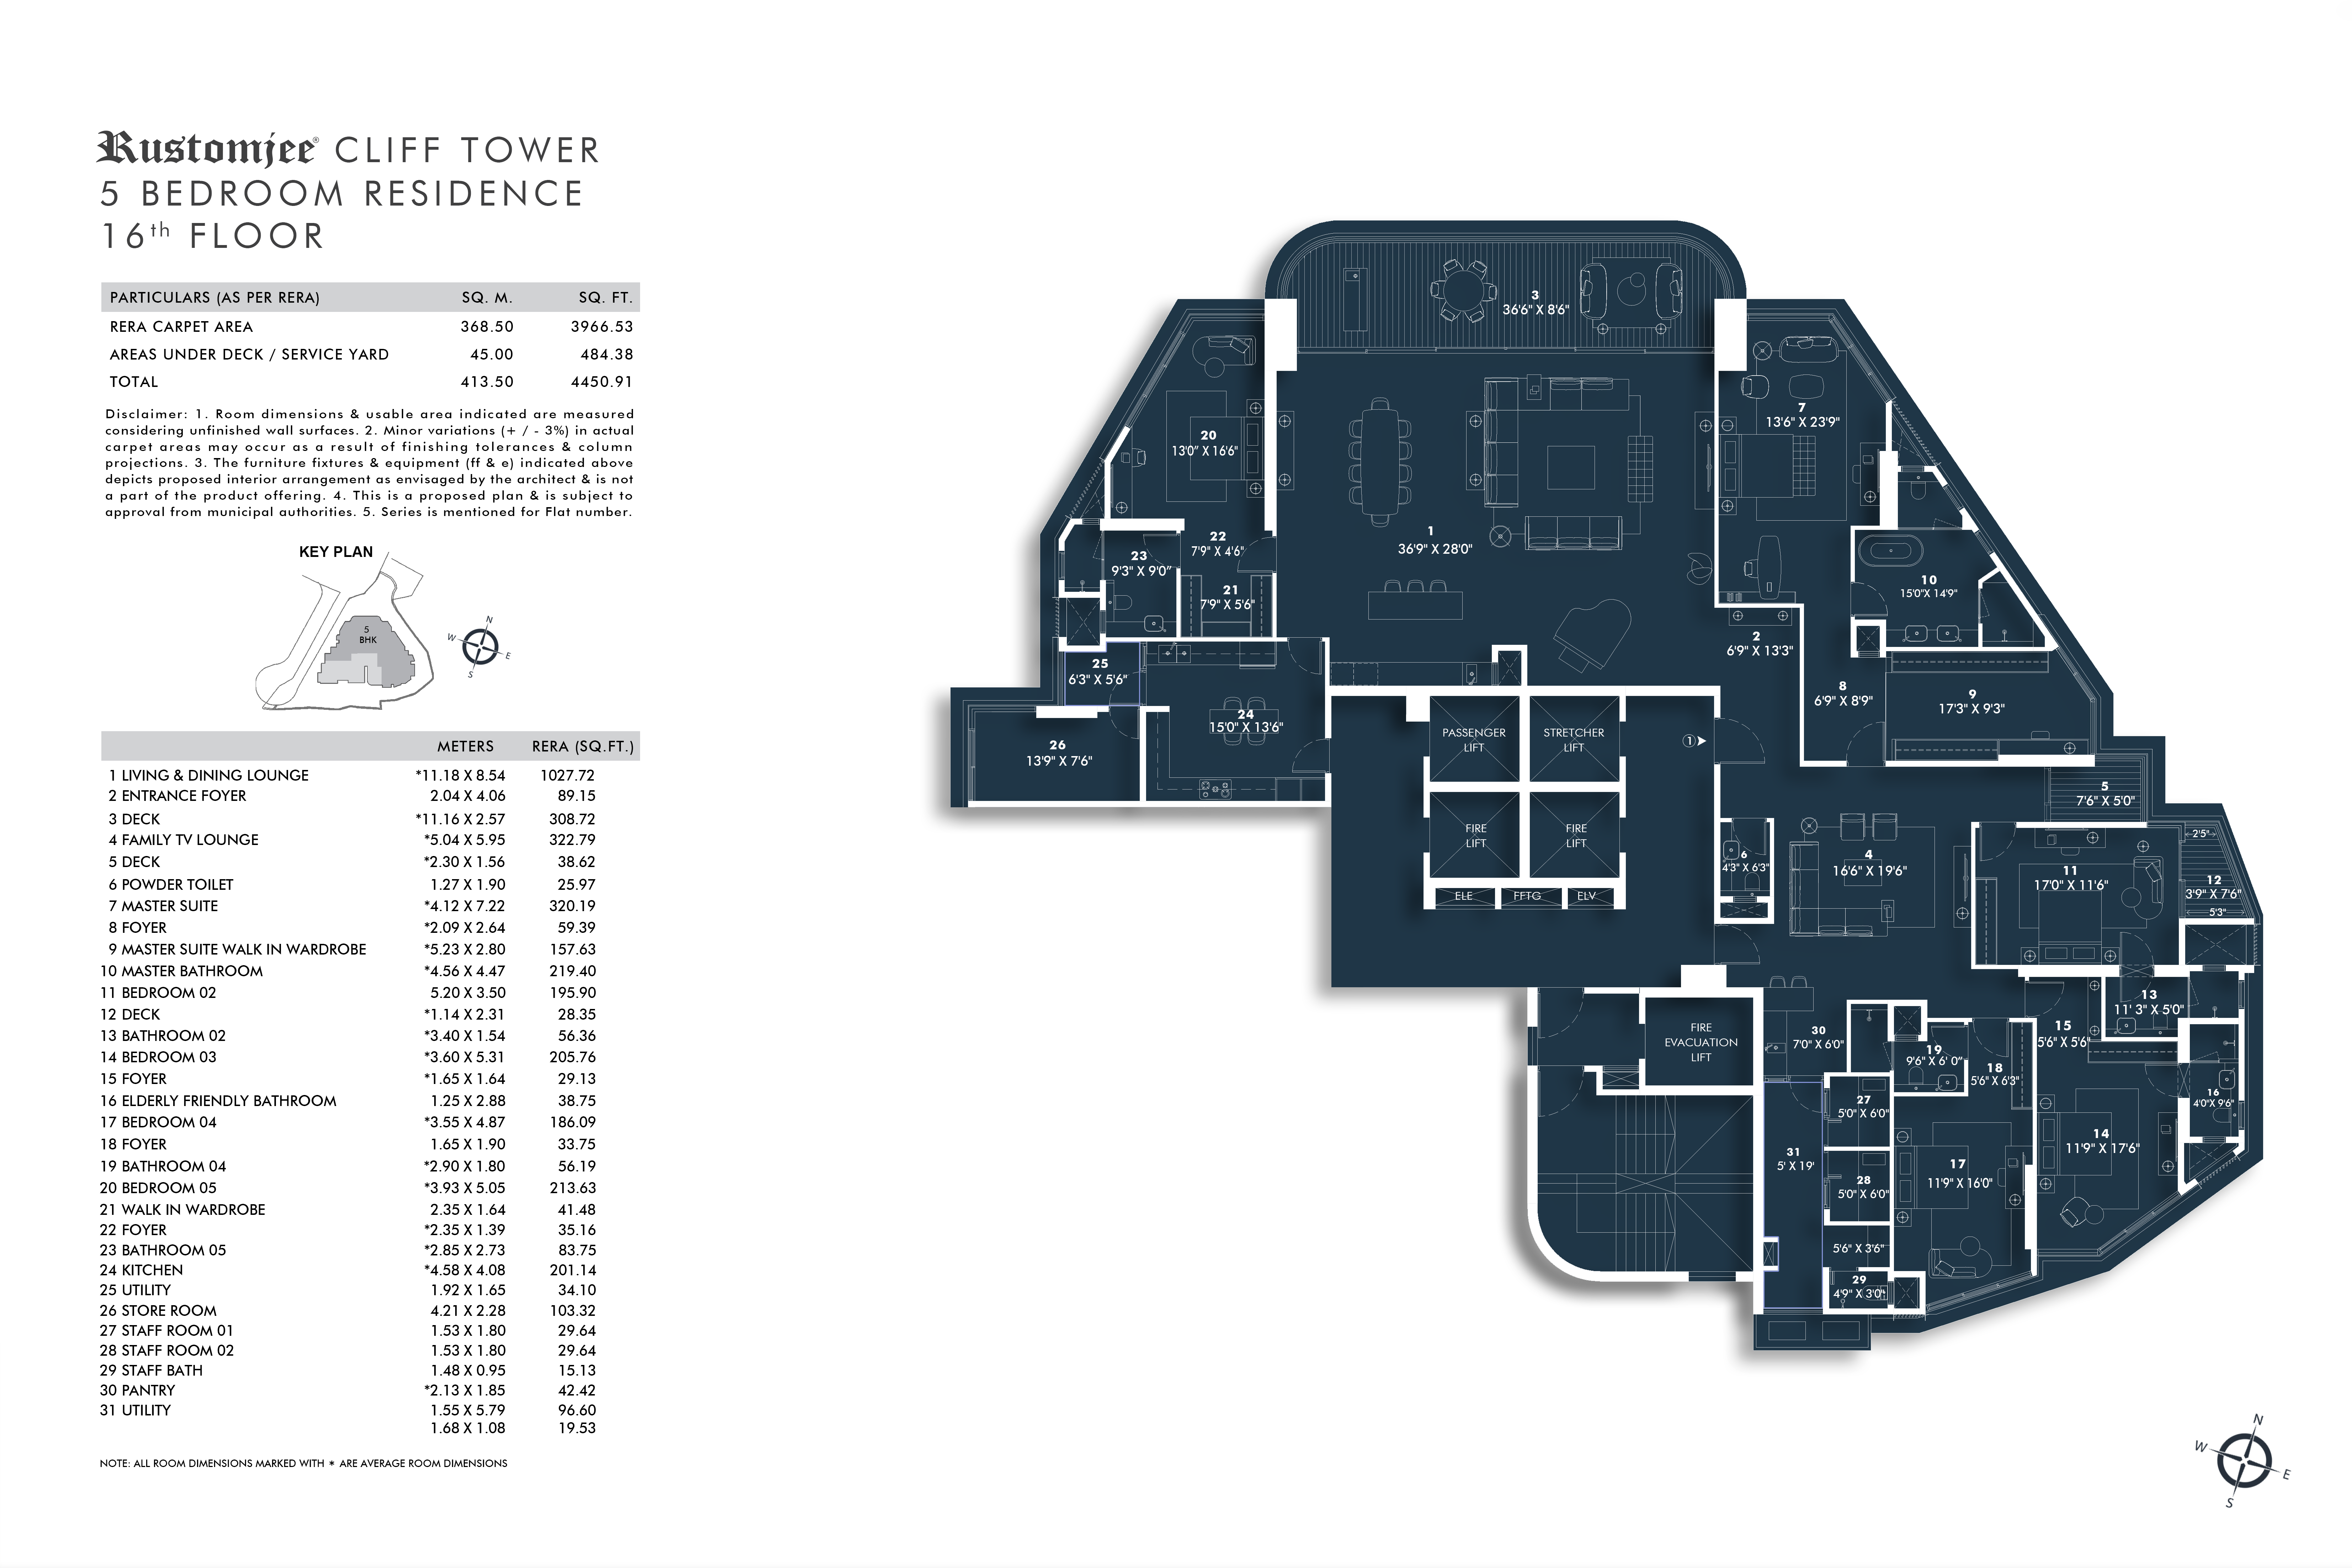 Rustomjee® CLIFF TOWER
5 BEDROOM RESIDENCE
16th FLOOR
PARTICULARS (AS PER RERA) SQ. M. SQ. FT.
RERA CARPET AREA 368.50 3966.53
AREAS UNDER DECK / SERVICE YARD 45.00 484.38
TOTAL 413.50 4450.91
Disclaimer: 1. Room dimensions & usable area indicated are measured
considering unfinished wall surfaces. 2. Minor variations (+ / - 3%) in actual
carpet areas may occur as a result of finishing tolerances & column
projections. 3. The furniture fixtures & equipment (ff & e) indicated above
depicts proposed interior arrangement as envisaged by the architect & is not
a part of the product offering. 4. This is a proposed plan & is subject to
approval from municipal authorities. 5. Series is mentioned for Flat number.
KEY PLAN
5
BHK
N
W
E
S
METERS RERA (SQ.FT.)
1 LIVING & DINING LOUNGE *11.18 X 8.54 1027.72
2 ENTRANCE FOYER 2.04 X 4.06 89.15
3 DECK *11.16 X 2.57 308.72
4 FAMILY TV LOUNGE *5.04 X 5.95 322.79
5 DECK *2.30 X 1.56 38.62
6 POWDER TOILET 1.27 X 1.90 25.97
7 MASTER SUITE *4.12 X 7.22 320.19
8 FOYER *2.09 X 2.64 59.39
9 MASTER SUITE WALK IN WARDROBE *5.23 X 2.80 157.63
10 MASTER BATHROOM *4.56 X 4.47 219.40
11 BEDROOM 02 5.20 X 3.50 195.90
12 DECK *1.14 X 2.31 28.35
13 BATHROOM 02 *3.40 X 1.54 56.36
14 BEDROOM 03 *3.60 X 5.31 205.76
15 FOYER *1.65 X 1.64 29.13
16 ELDERLY FRIENDLY BATHROOM 1.25 X 2.88 38.75
17 BEDROOM 04 *3.55 X 4.87 186.09
18 FOYER 1.65 X 1.90 33.75
19 BATHROOM 04 *2.90 X 1.80 56.19
20 BEDROOM 05 *3.93 X 5.05 213.63
21 WALK IN WARDROBE 2.35 X 1.64 41.48
22 FOYER *2.35 X 1.39 35.16
23 BATHROOM 05 *2.85 X 2.73 83.75
24 KITCHEN *4.58 X 4.08 201.14
25 UTILITY 1.92 X 1.65 34.10
26 STORE ROOM 4.21 X 2.28 103.32
27 STAFF ROOM 01 1.53 X 1.80 29.64
28 STAFF ROOM 02 1.53 X 1.80 29.64
29 STAFF BATH 1.48 X 0.95 15.13
30 PANTRY *2.13 X 1.85 42.42
31 UTILITY 1.55 X 5.79 96.60
1.68 X 1.08 19.53
NOTE: ALL ROOM DIMENSIONS MARKED WITH * ARE AVERAGE ROOM DIMENSIONS
3
36'6" X 8'6"
7
13'6" X 23'9"
20
13'0" X 16'6"
1
36'9" X 28'0"
22
7'9" X 4'6"
23
9'3" X 9'0"
21
7'9" X 5'6"
10
15'0"X 14'9"
2
6'9" X 13'3"
25
6'3" X 5'6"
8
6'9" X 8'9"
9
17'3" X 9'3"
24
15'0" X 13'6"
26
13'9" X 7'6"
PASSENGER
LIFT
STRETCHER
LIFT
1
5
7'6" X 5'0"
FIRE
LIFT
FIRE
LIFT
2'5"
6
4'3" X 6'3"
4
16'6" X 19'6"
11
17'0" X 11'6"
12
3'9" X 7'6"
5'3"
ELE FFTG ELV
13
11' 3" X 5'0"
FIRE
EVACUATION
LIFT
30
7'0" X 6'0"
15
5'6" X 5'6"
19
9'6" X 6' 0"
18
5'6" X 6'3"
16
4'0"X 9'6"
27
5'0" X 6'0"
14
11'9" X 17'6"
31
5' X 19'
17
11'9" X 16'0"
28
5'0" X 6'0"
5'6" X 3'6"
29
4'9" X 3'0"
N
W
E
S